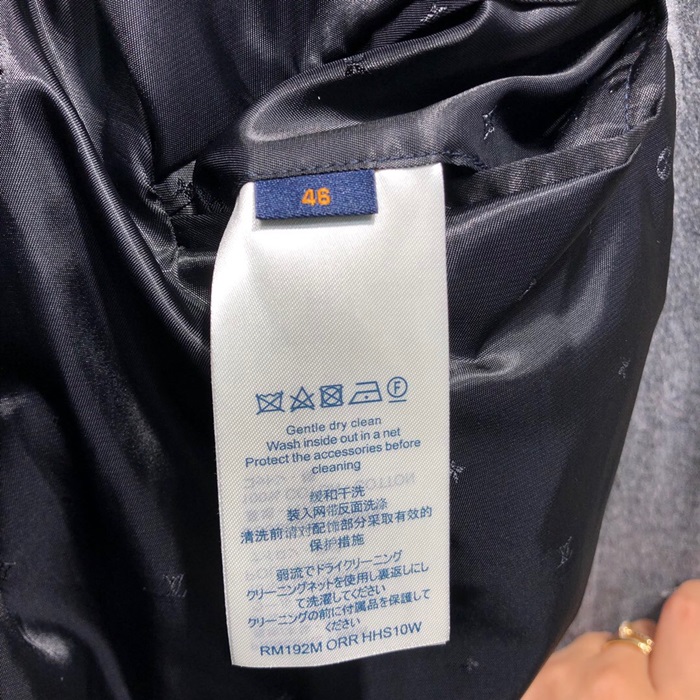 46
F
Gentle dry clean
Wash inside out in a net
Protect the accessories before
cleaning
缓和干洗
装入网带反面洗涤
清洗前请对配饰部分采取有效的
保护措施
弱流でドライクリーニング
クリーニングネットを使用し裏返しにし
て洗濯してください
クリーニングの前に付属品を保護して
ください
RM192M ORR HHS10W